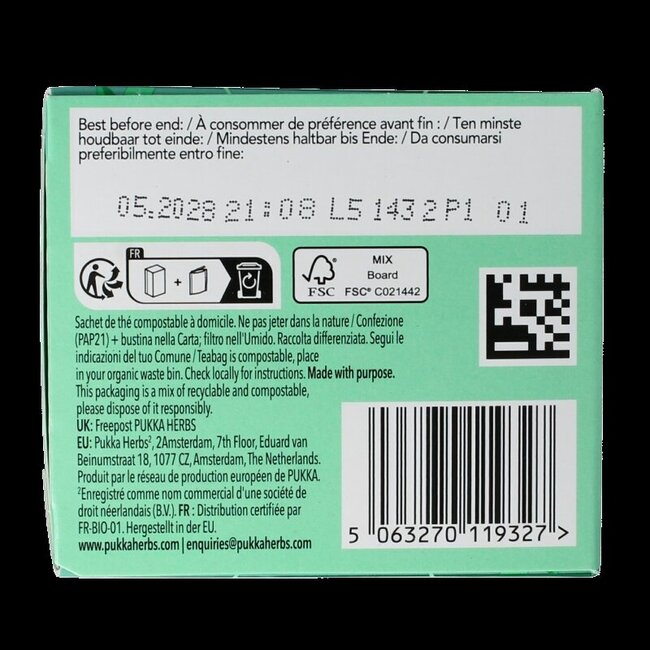 Best before end: / À consommer de préférence avant fin : / Ten minste
houdbaar tot einde: / Mindestens haltbar bis Ende: / Da consumarsi
preferibilmente entro fine:
05.2028 21:08 L5 143 2 P1 01
FR
+
FSC
MIX
Board
FSC® C021442
Sachet de thé compostable à domicile. Ne pas jeter dans la nature / Confezione
(PAP21) + bustina nella Carta; filtro nell'Umido. Raccolta differenziata. Segui le
indicazioni del tuo Comune / Teabag is compostable, place
in your organic waste bin. Check locally for instructions. Made with purpose.
This packaging is a mix of recyclable and compostable,
please dispose of it responsibly.
UK: Freepost PUKKA HERBS
EU: Pukka Herbs², 2Amsterdam, 7th Floor, Eduard van
Beinumstraat 18, 1077 CZ, Amsterdam, The Netherlands.
Produit par le réseau de production européen de PUKKA.
²Enregistré comme nom commercial d'une société de
droit néerlandais (B.V.). FR : Distribution certifiée par
FR-BIO-01. Hergestellt in der EU.
www.pukkaherbs.com | enquiries@pukkaherbs.com
5 063270 119327 >